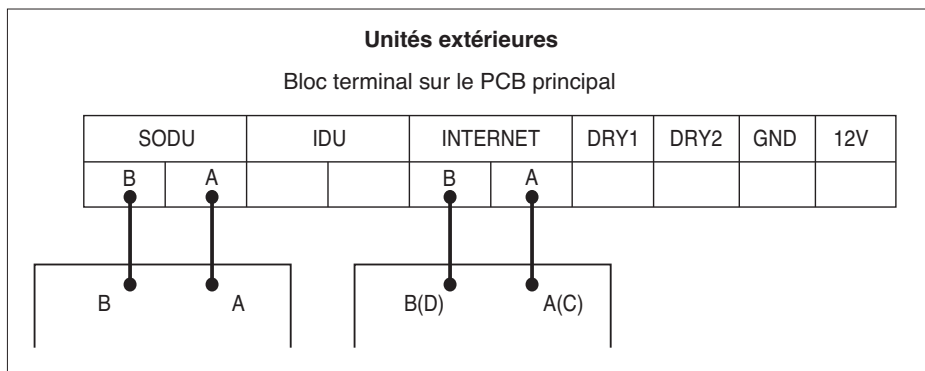 Unités extérieures
Bloc terminal sur le PCB principal
SODU IDU INTERNET DRY1 DRY2 GND 12V
B A B A
B A B(D) A(C)